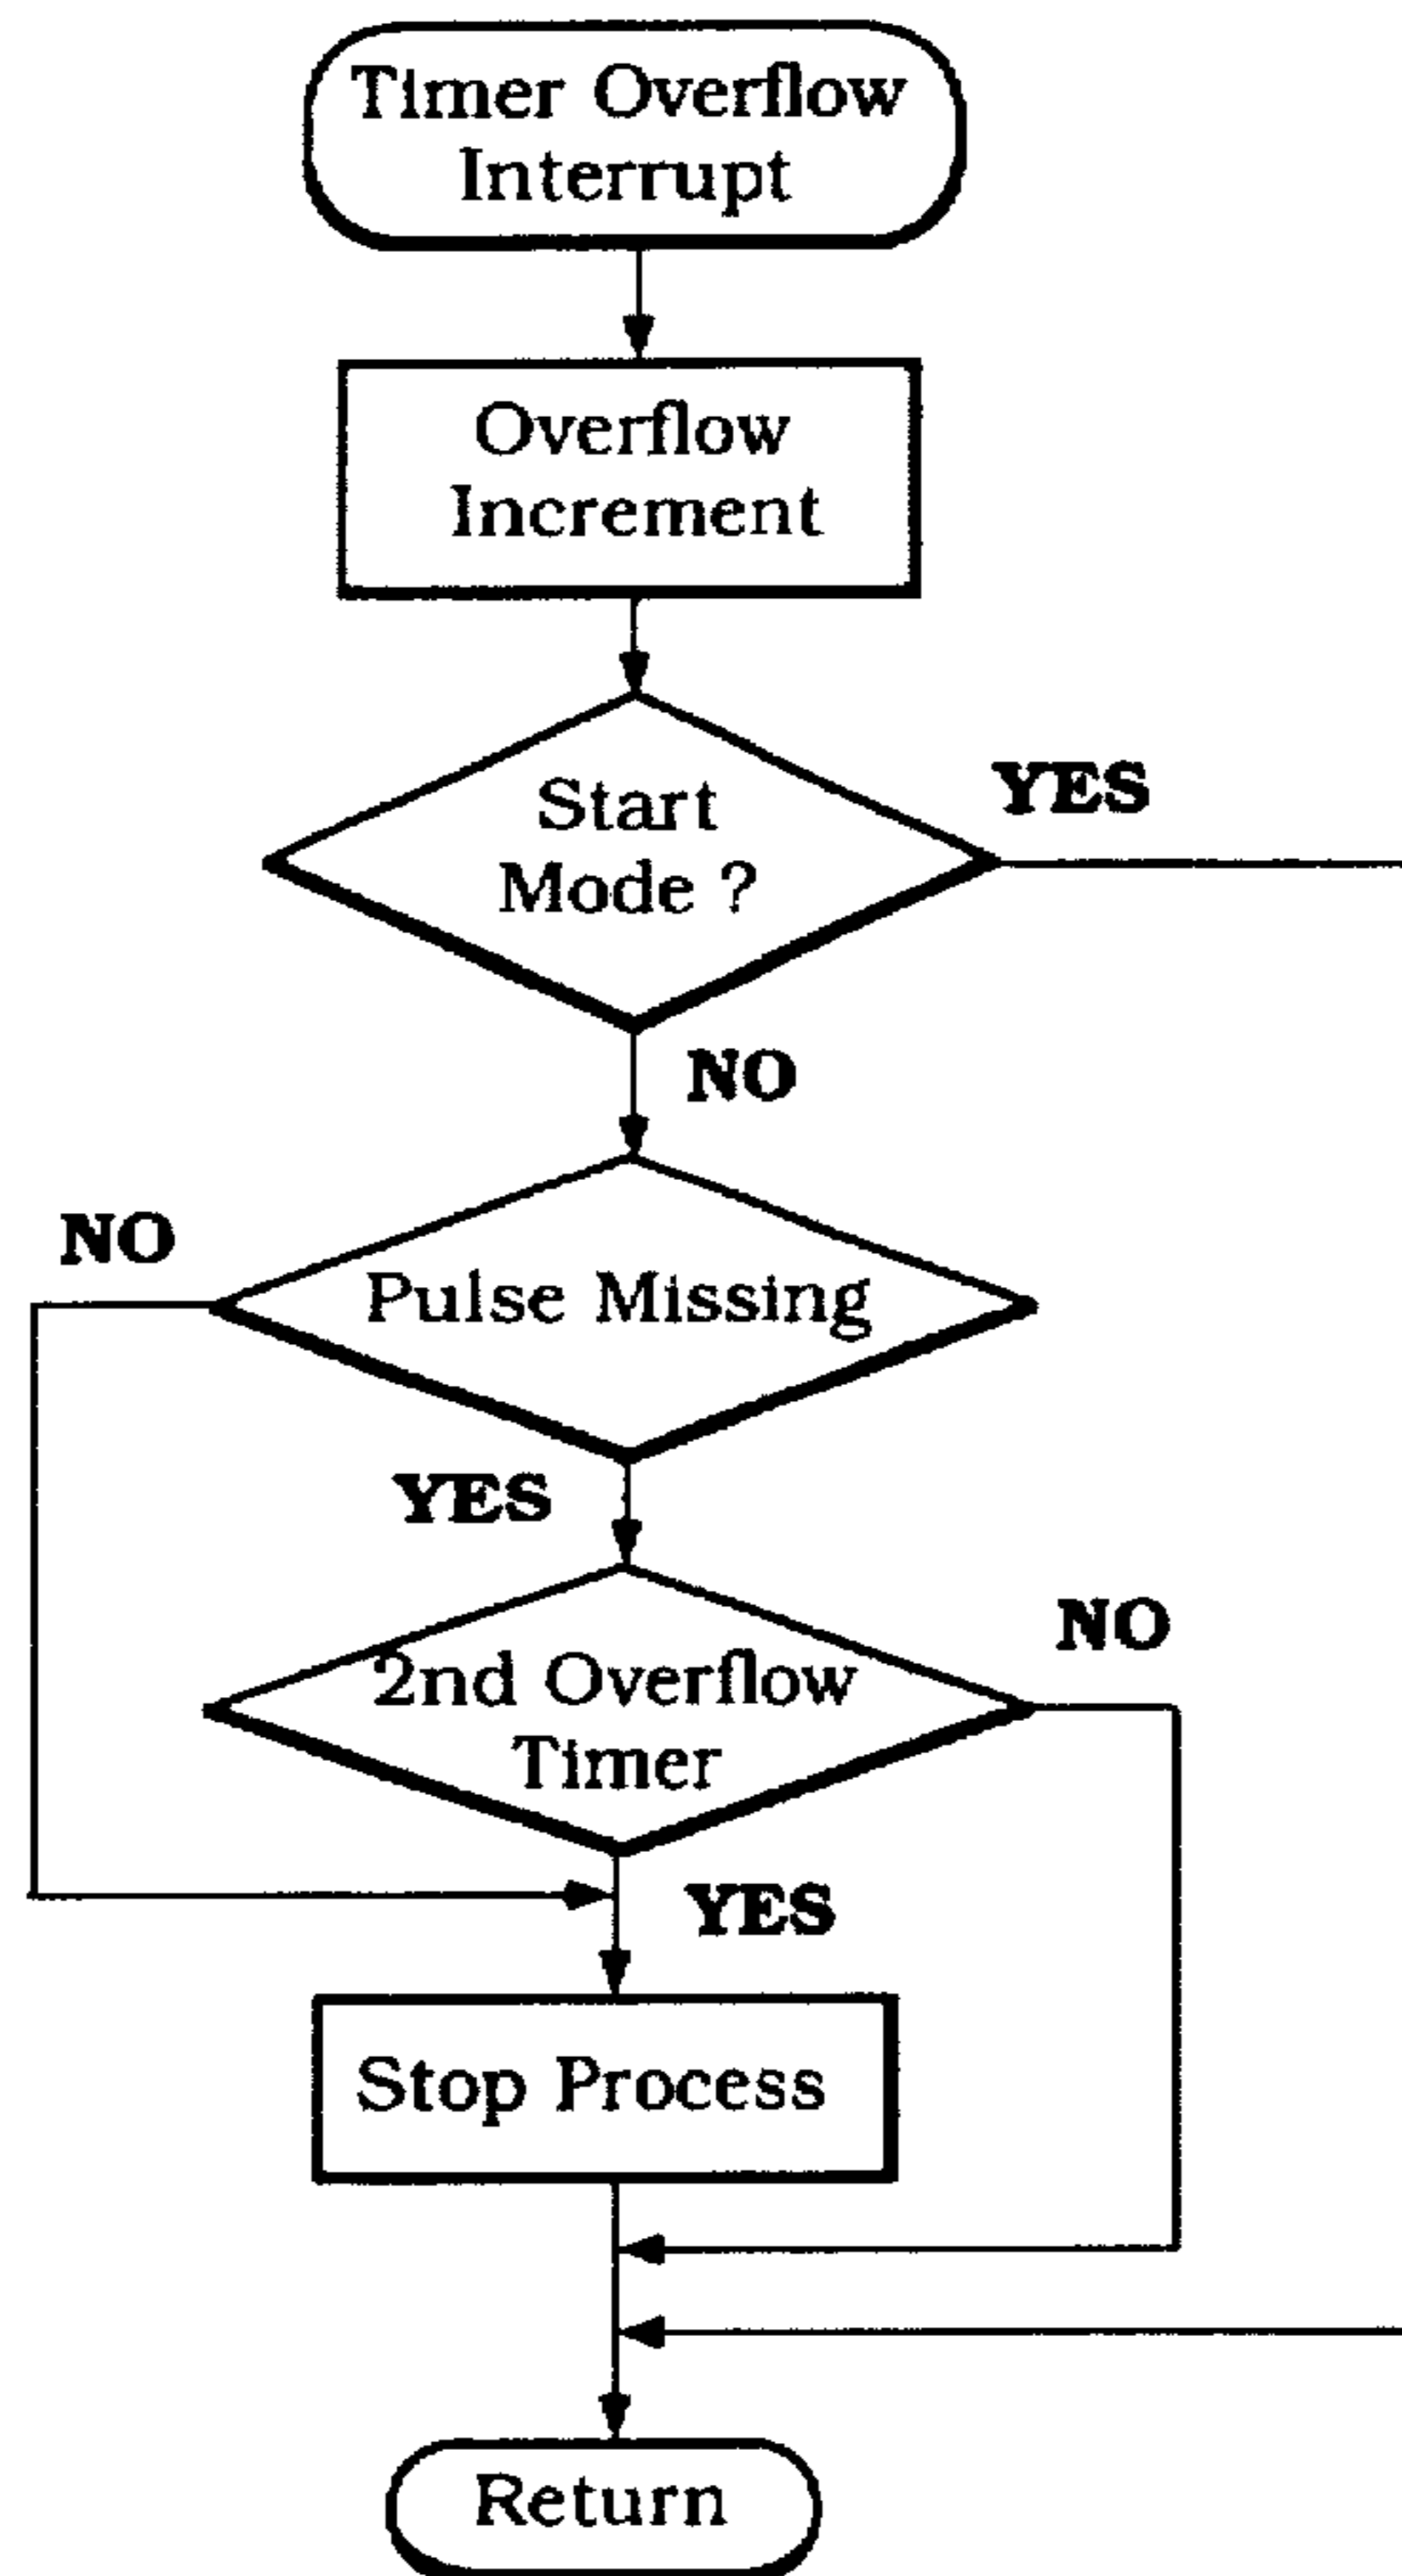 Timer Overflow
Interrupt
Overflow
Increment
Start
Mode ?
YES
NO
NO
Pulse Missing
YES
2nd Overflow
Timer
NO
YES
Stop Process
Return